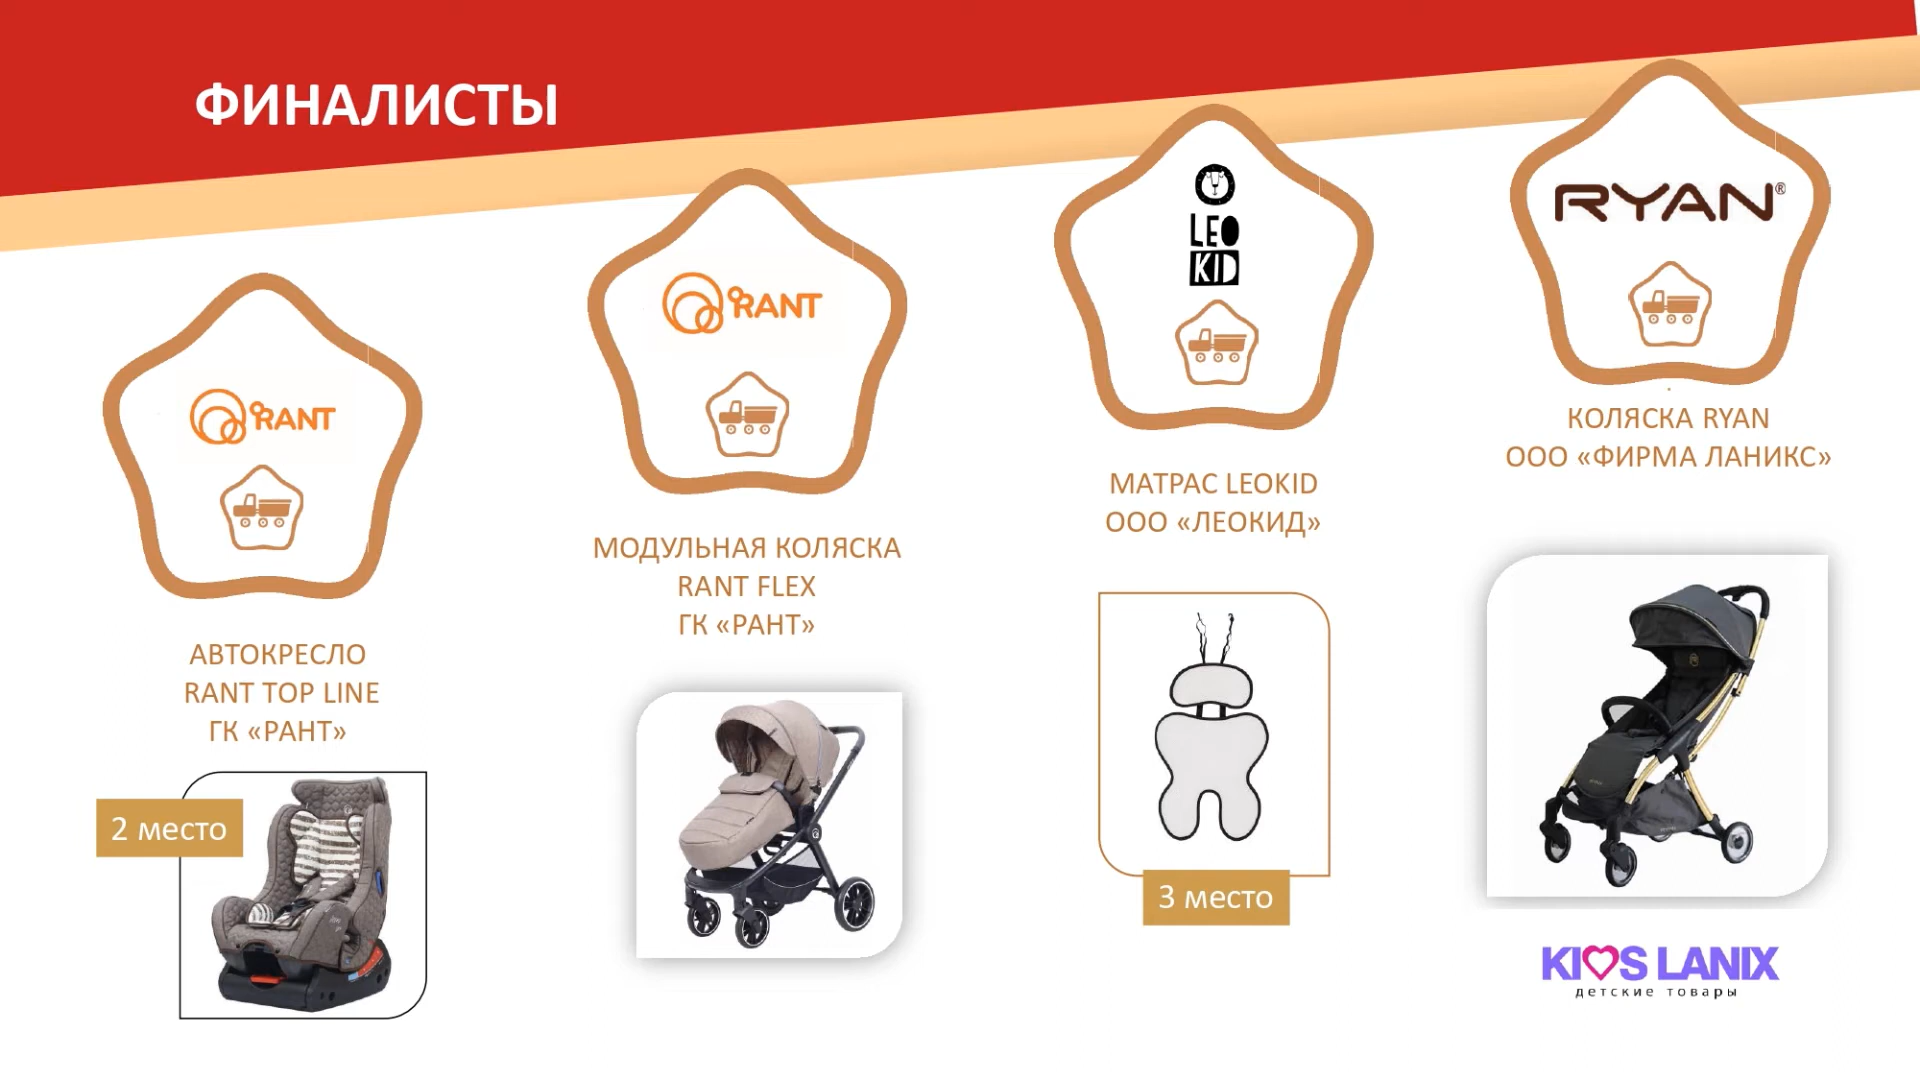 ФИНАЛИСТЫ
RANT
АВТОКРЕСЛО
RANT TOP LINE
ГК «РАНТ»
2 место
RANT
МОДУЛЬНАЯ КОЛЯСКА
RANT FLEX
ГК «РАНТ»
LEO
KID
МАТРАС LEOKID
ООО «ЛЕОКИД»
3 место
RYAN®
КОЛЯСКА RYAN
ООО «ФИРМА ЛАНИКС»
KIDS LANIX
детские товары